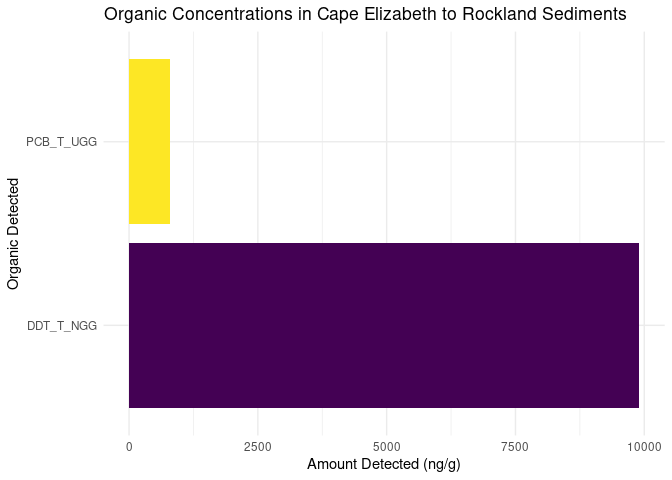 Organic Concentrations in Cape Elizabeth to Rockland Sediments
Organic Detected
PCB_T_UGG
DDT_T_NGG
0 2500 5000 7500 10000
Amount Detected (ng/g)